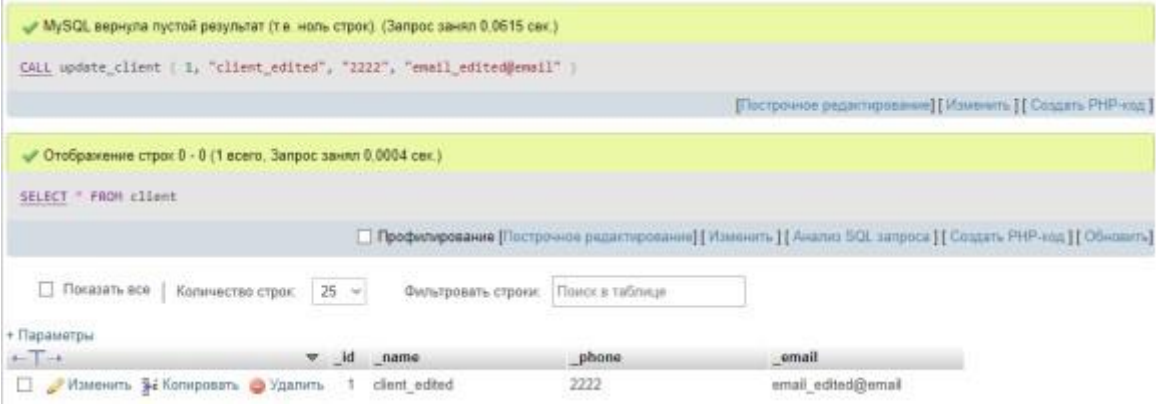 MySQL вернула пустой результат (т.е. ноль строк). (Запрос занял 0,0615 сек.)
CALL update_client ( 1, "client_edited", "2222", "email_edited@email" )
[Построчное редактирование] [ Изменить ] [ Создать PHP-код ]
Отображение строк 0 - 0 (1 всего, Запрос занял 0,0004 сек.)
SELECT * FROM client
Профилирование [Построчное редактирование] [ Изменить ] [ Анализ SQL запроса ] [ Создать PHP-код ] [ Обновить]
Показать все | Количество строк: 25 Фильтровать строки: Поиск в таблице
+ Параметры
←T→ ▼ _id _name _phone _email
Изменить Копировать Удалить 1 client_edited 2222 email_edited@email